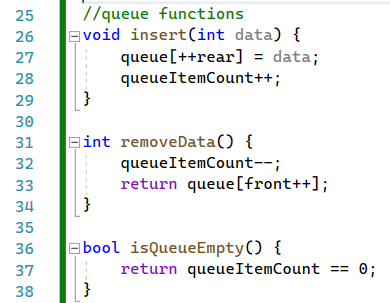 25 //queue functions
26 void insert(int data) {
27     queue[++rear] = data;
28     queueItemCount++;
29 }
30
31 int removeData() {
32     queueItemCount--;
33     return queue[front++];
34 }
35
36 bool isQueueEmpty() {
37     return queueItemCount == 0;
38 }